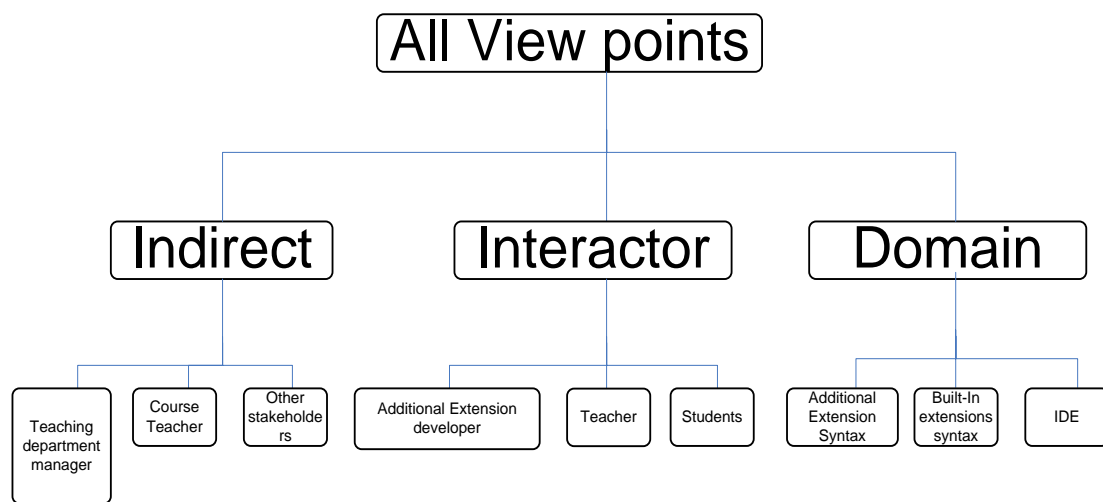 All View points
Indirect
Interactor
Domain
Teaching
department
manager
Course
Teacher
Other
stakeholde
rs
Additional Extension
developer
Teacher
Students
Additional
Extension
Syntax
Built-In
extensions
syntax
IDE